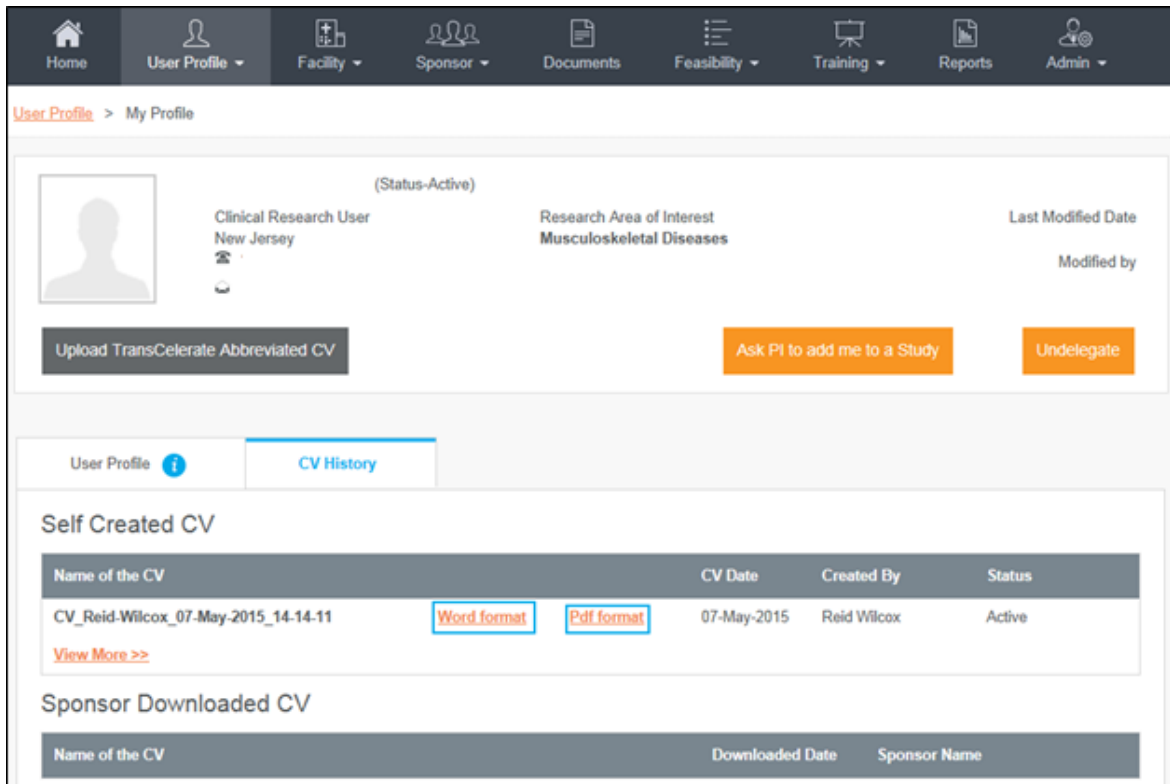 Home User Profile Facility Sponsor Documents Feasibility Training Reports Admin
User Profile > My Profile
(Status-Active)
Clinical Research User Research Area of Interest Last Modified Date
New Jersey Musculoskeletal Diseases
Modified by
Upload TransCelerate Abbreviated CV Ask PI to add me to a Study Undelegate
User Profile i CV History
Self Created CV
Name of the CV CV Date Created By Status
CV_Reid-Wilcox_07-May-2015_14-14-11 Word format Pdf format 07-May-2015 Reid Wilcox Active
View More >>
Sponsor Downloaded CV
Name of the CV Downloaded Date Sponsor Name